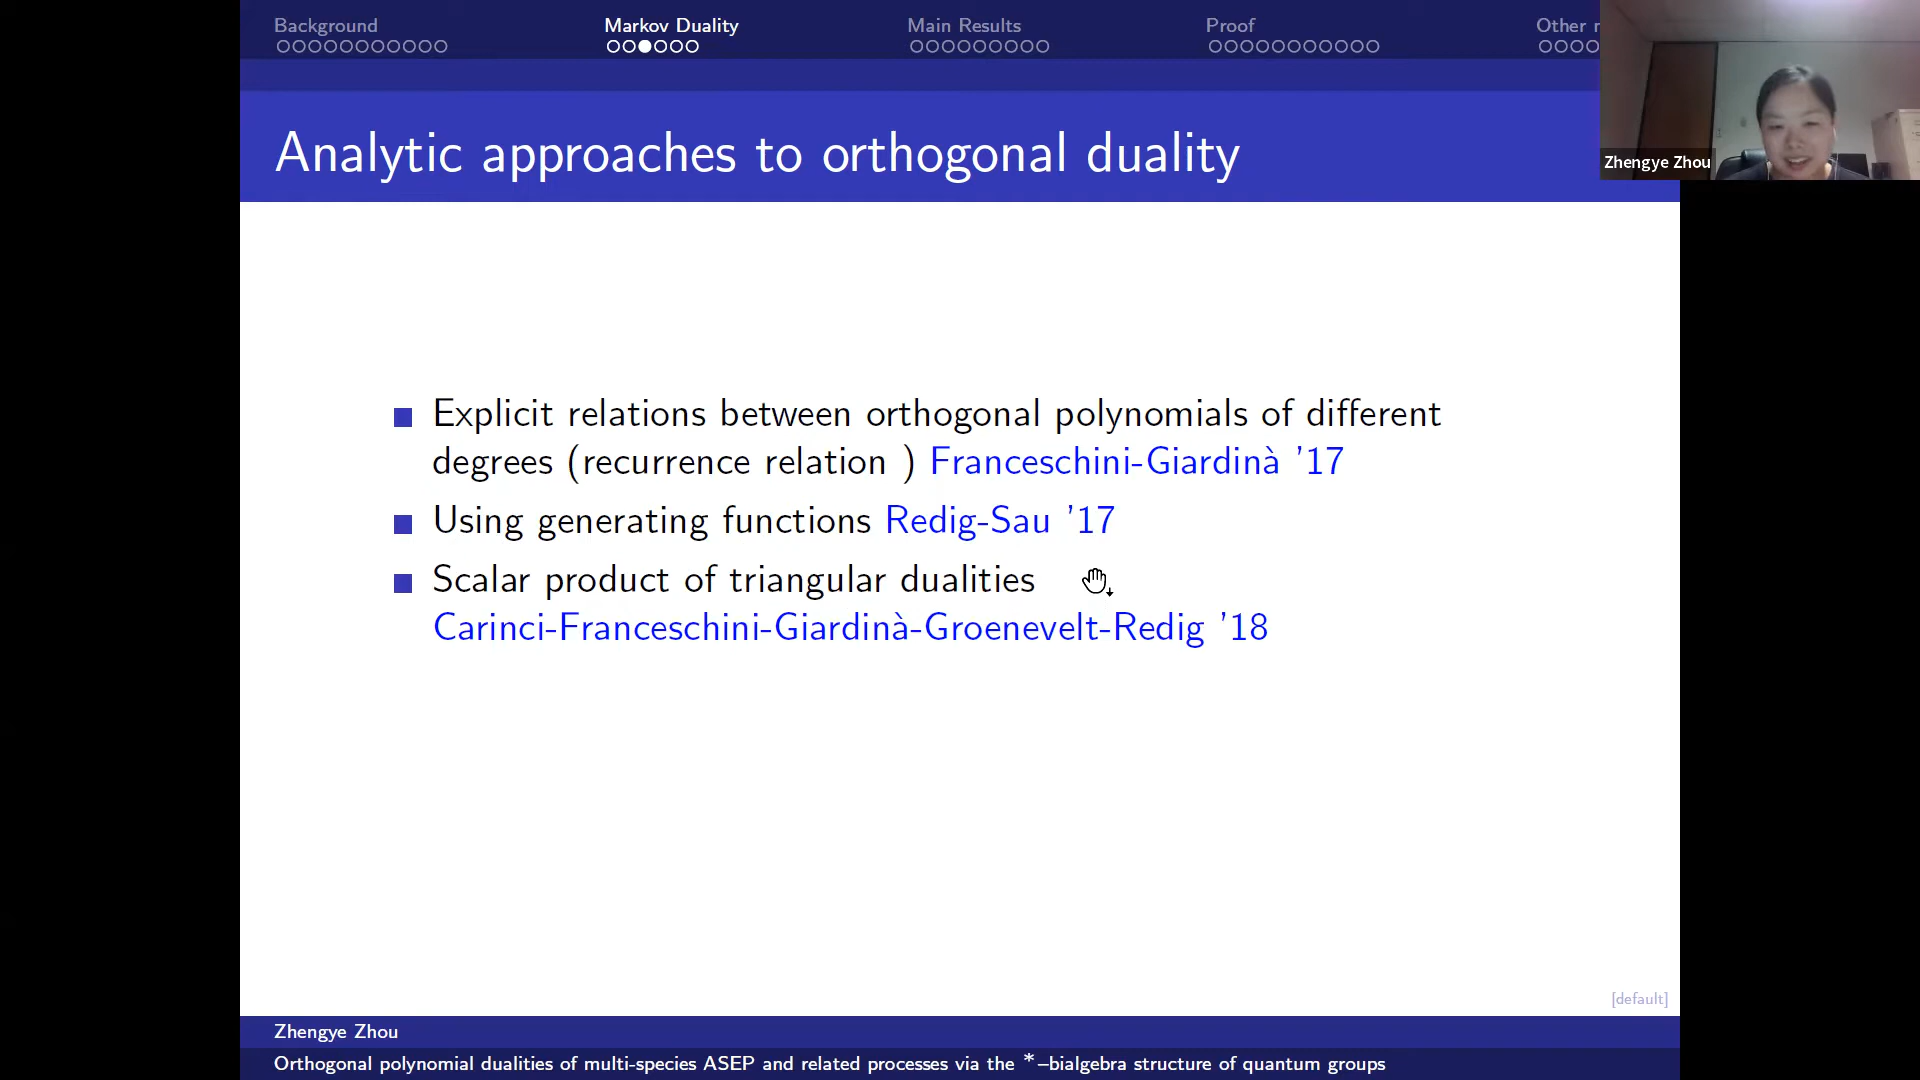 Background
Markov Duality
Main Results
Proof
Other r
Analytic approaches to orthogonal duality
Zhengye Zhou
Explicit relations between orthogonal polynomials of different
degrees (recurrence relation ) Franceschini-Giardinà '17
Using generating functions Redig-Sau '17
Scalar product of triangular dualities
Carinci-Franceschini-Giardinà-Groenevelt-Redig '18
[default]
Zhengye Zhou
Orthogonal polynomial dualities of multi-species ASEP and related processes via the *–bialgebra structure of quantum groups